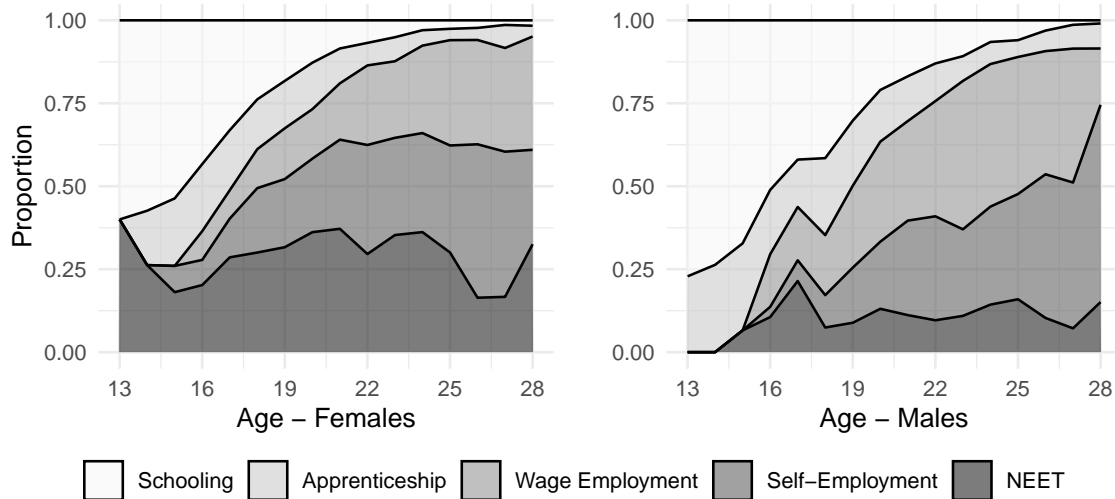 1.00
0.75
0.50
0.25
0.00
Proportion
13 16 19 22 25 28
Age − Females
1.00
0.75
0.50
0.25
0.00
13 16 19 22 25 28
Age − Males
Schooling Apprenticeship Wage Employment Self−Employment NEET